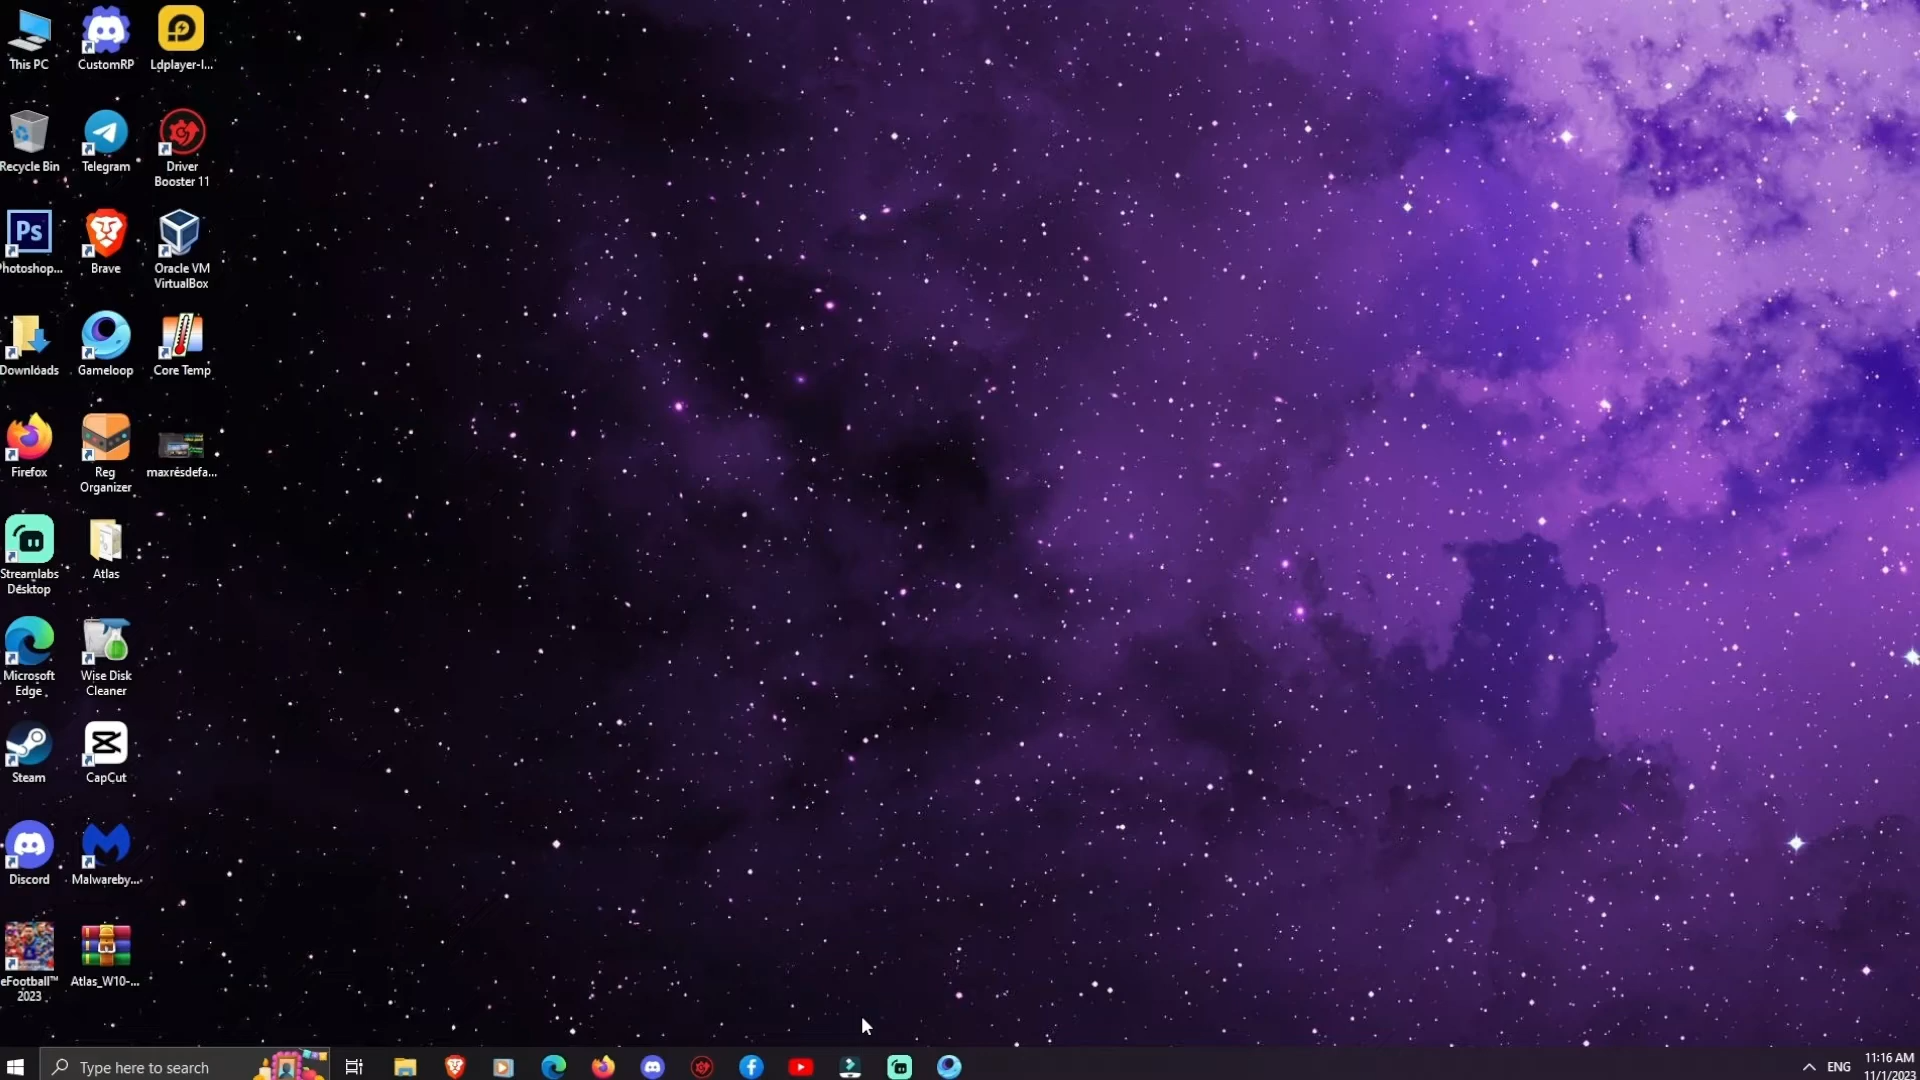 This PC
CustomRP
Ldplayer-l...
Recycle Bin
Telegram
Driver
Booster 11
Ps
Photoshop...
Brave
Oracle VM
VirtualBox
Downloads
Gameloop
Core Temp
Firefox
Reg
Organizer
maxresdefa...
Streamlabs
Desktop
Atlas
Microsoft
Edge
Wise Disk
Cleaner
Steam
CapCut
Discord
Malwareby...
eFootball™
2023
Atlas_W10-...
Type here to search
ENG
11:16 AM
11/1/2023